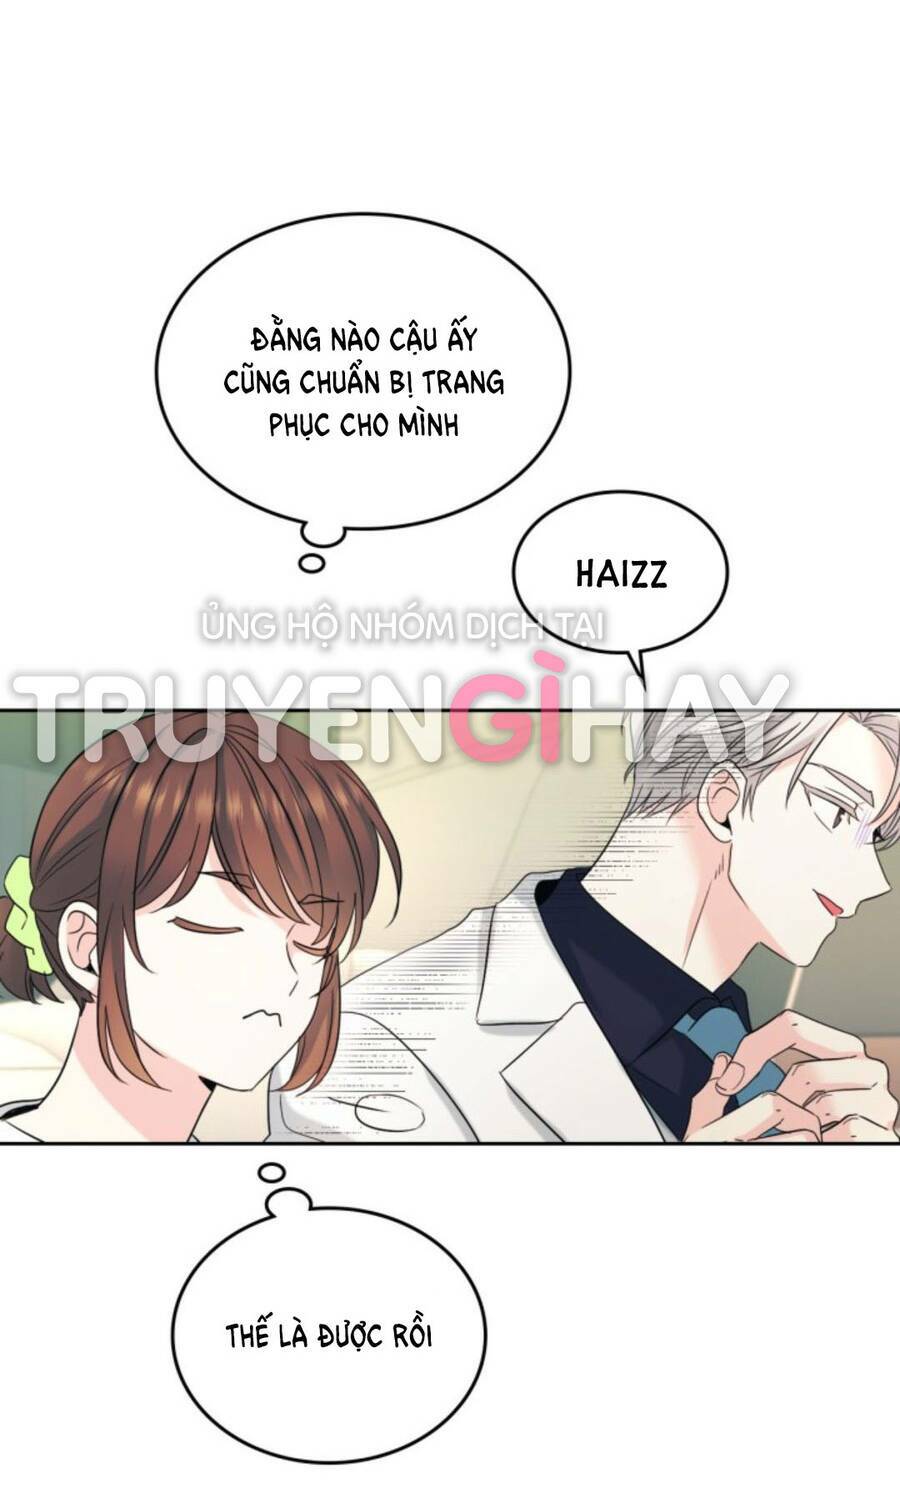 ĐẰNG NÀO CẬU ẤY
CŨNG CHUẨN BỊ TRANG
PHỤC CHO MÌNH
HAIZZ
ỦNG HỘ NHÓM DỊCH TẠI
TRUYENGÌHAY
THẾ LÀ ĐƯỢC RỒI